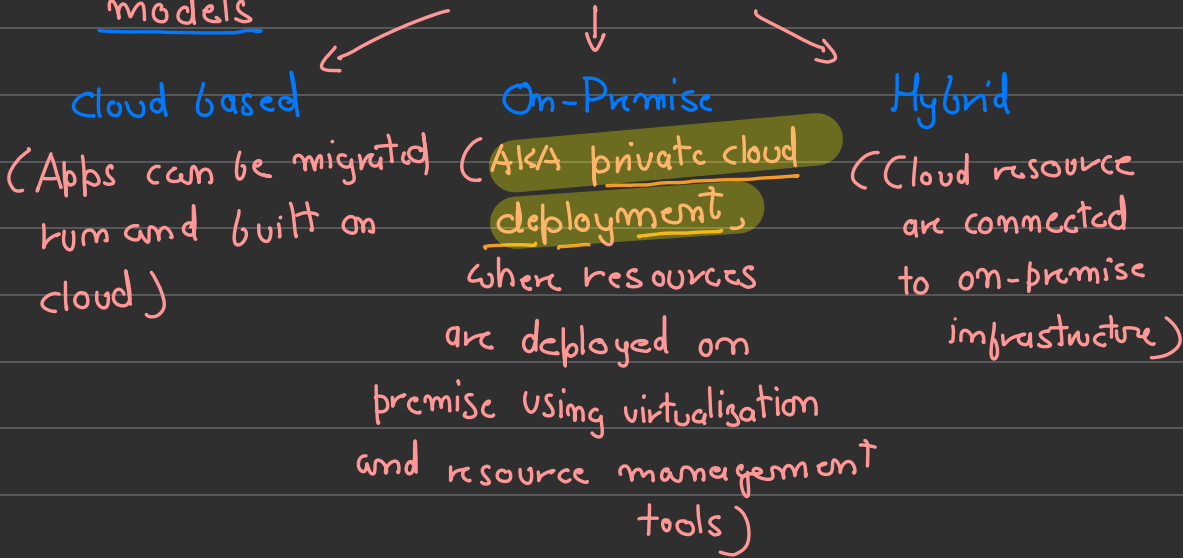 models
Cloud based
(Apps can be migrated
run and built on
cloud)
On-Premise
(AKA private cloud
deployment,
where resources
are deployed on
premise using virtualization
and resource management
tools)
Hybrid
(Cloud resource
are connected
to on-premise
infrastructure)